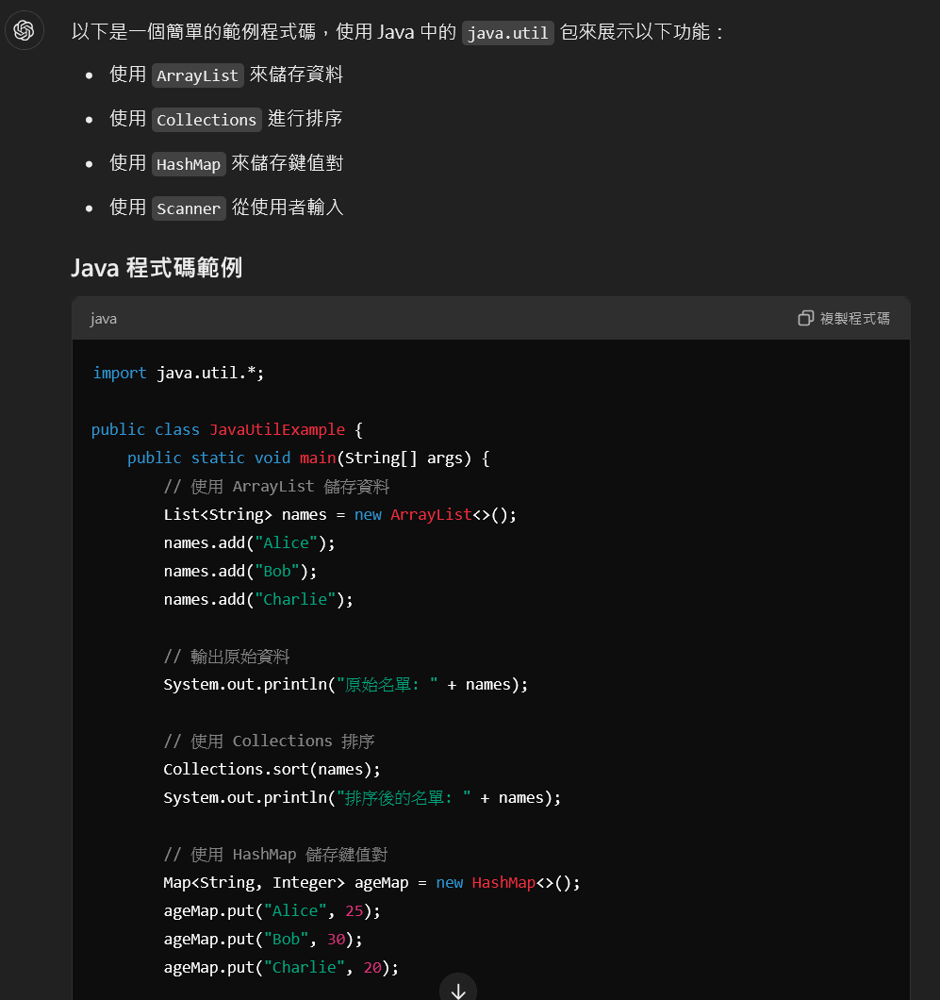 以下是一個簡單的範例程式碼，使用 Java 中的 java.util 包來展示以下功能：
• 使用 ArrayList 來儲存資料
• 使用 Collections 進行排序
• 使用 HashMap 來儲存鍵值對
• 使用 Scanner 從使用者輸入
Java 程式碼範例
java 複製程式碼
import java.util.*;
public class JavaUtilExample {
    public static void main(String[] args) {
        // 使用 ArrayList 儲存資料
        List<String> names = new ArrayList<>();
        names.add("Alice");
        names.add("Bob");
        names.add("Charlie");
        // 輸出原始資料
        System.out.println("原始名單: " + names);
        // 使用 Collections 排序
        Collections.sort(names);
        System.out.println("排序後的名單: " + names);
        // 使用 HashMap 儲存鍵值對
        Map<String, Integer> ageMap = new HashMap<>();
        ageMap.put("Alice", 25);
        ageMap.put("Bob", 30);
        ageMap.put("Charlie", 20);